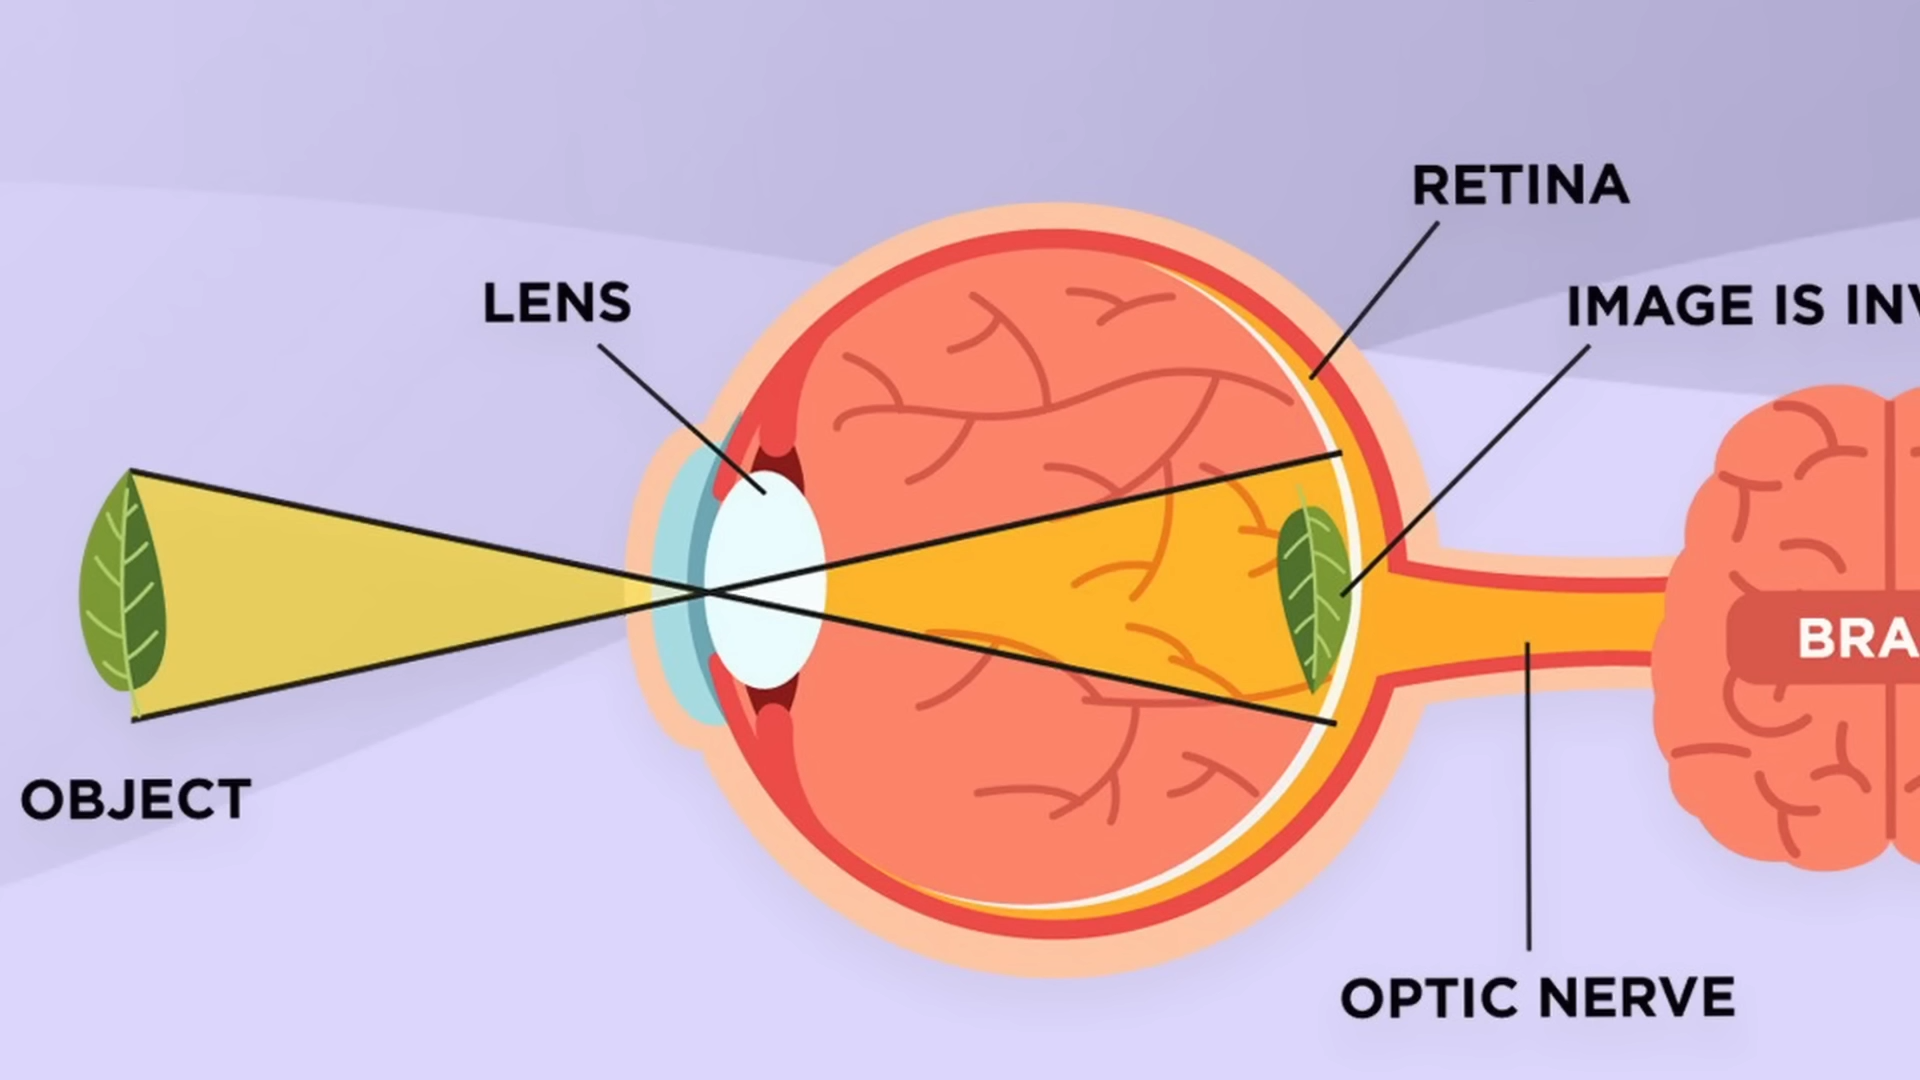 RETINA
LENS
IMAGE IS INV
BRA
OBJECT
OPTIC NERVE